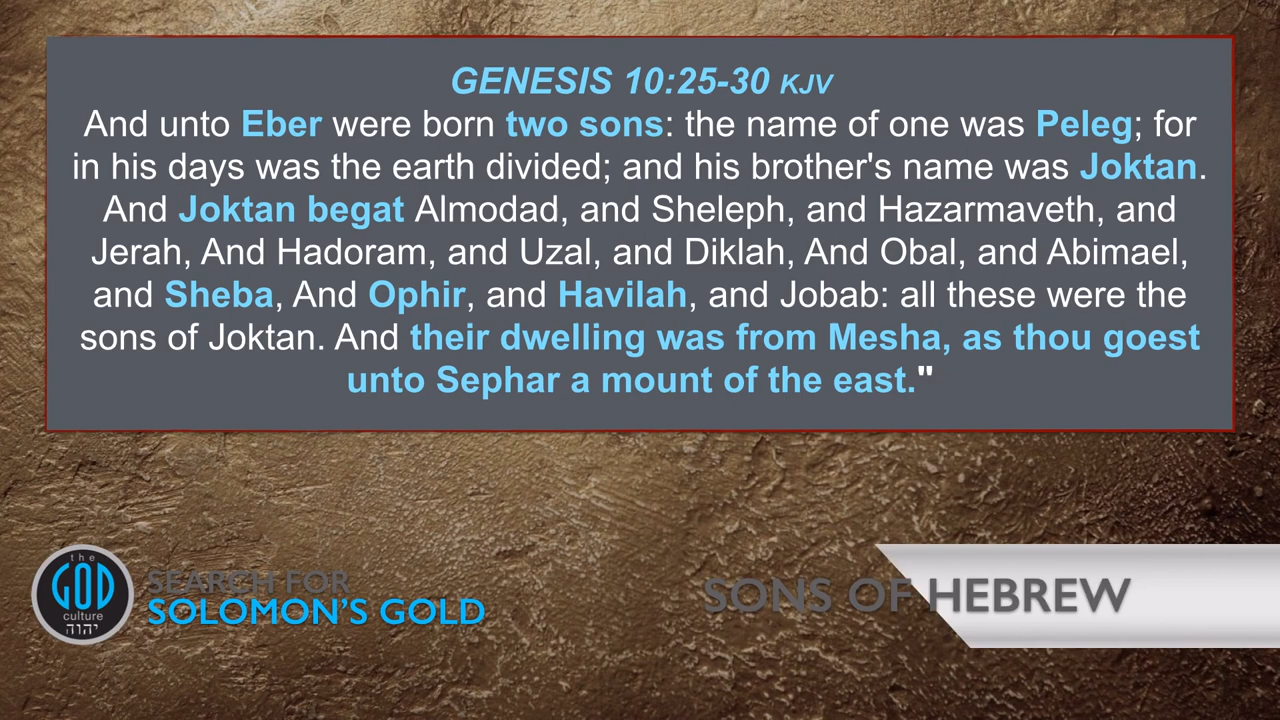 GENESIS 10:25-30 KJV
And unto Eber were born two sons: the name of one was Peleg; for
in his days was the earth divided; and his brother's name was Joktan.
And Joktan begat Almodad, and Sheleph, and Hazarmaveth, and
Jerah, And Hadoram, and Uzal, and Diklah, And Obal, and Abimael,
and Sheba, And Ophir, and Havilah, and Jobab: all these were the
sons of Joktan. And their dwelling was from Mesha, as thou goest
unto Sephar a mount of the east."
the
GOD
culture
יהוה
SEARCH FOR
SOLOMON'S GOLD
SONS OF HEBREW